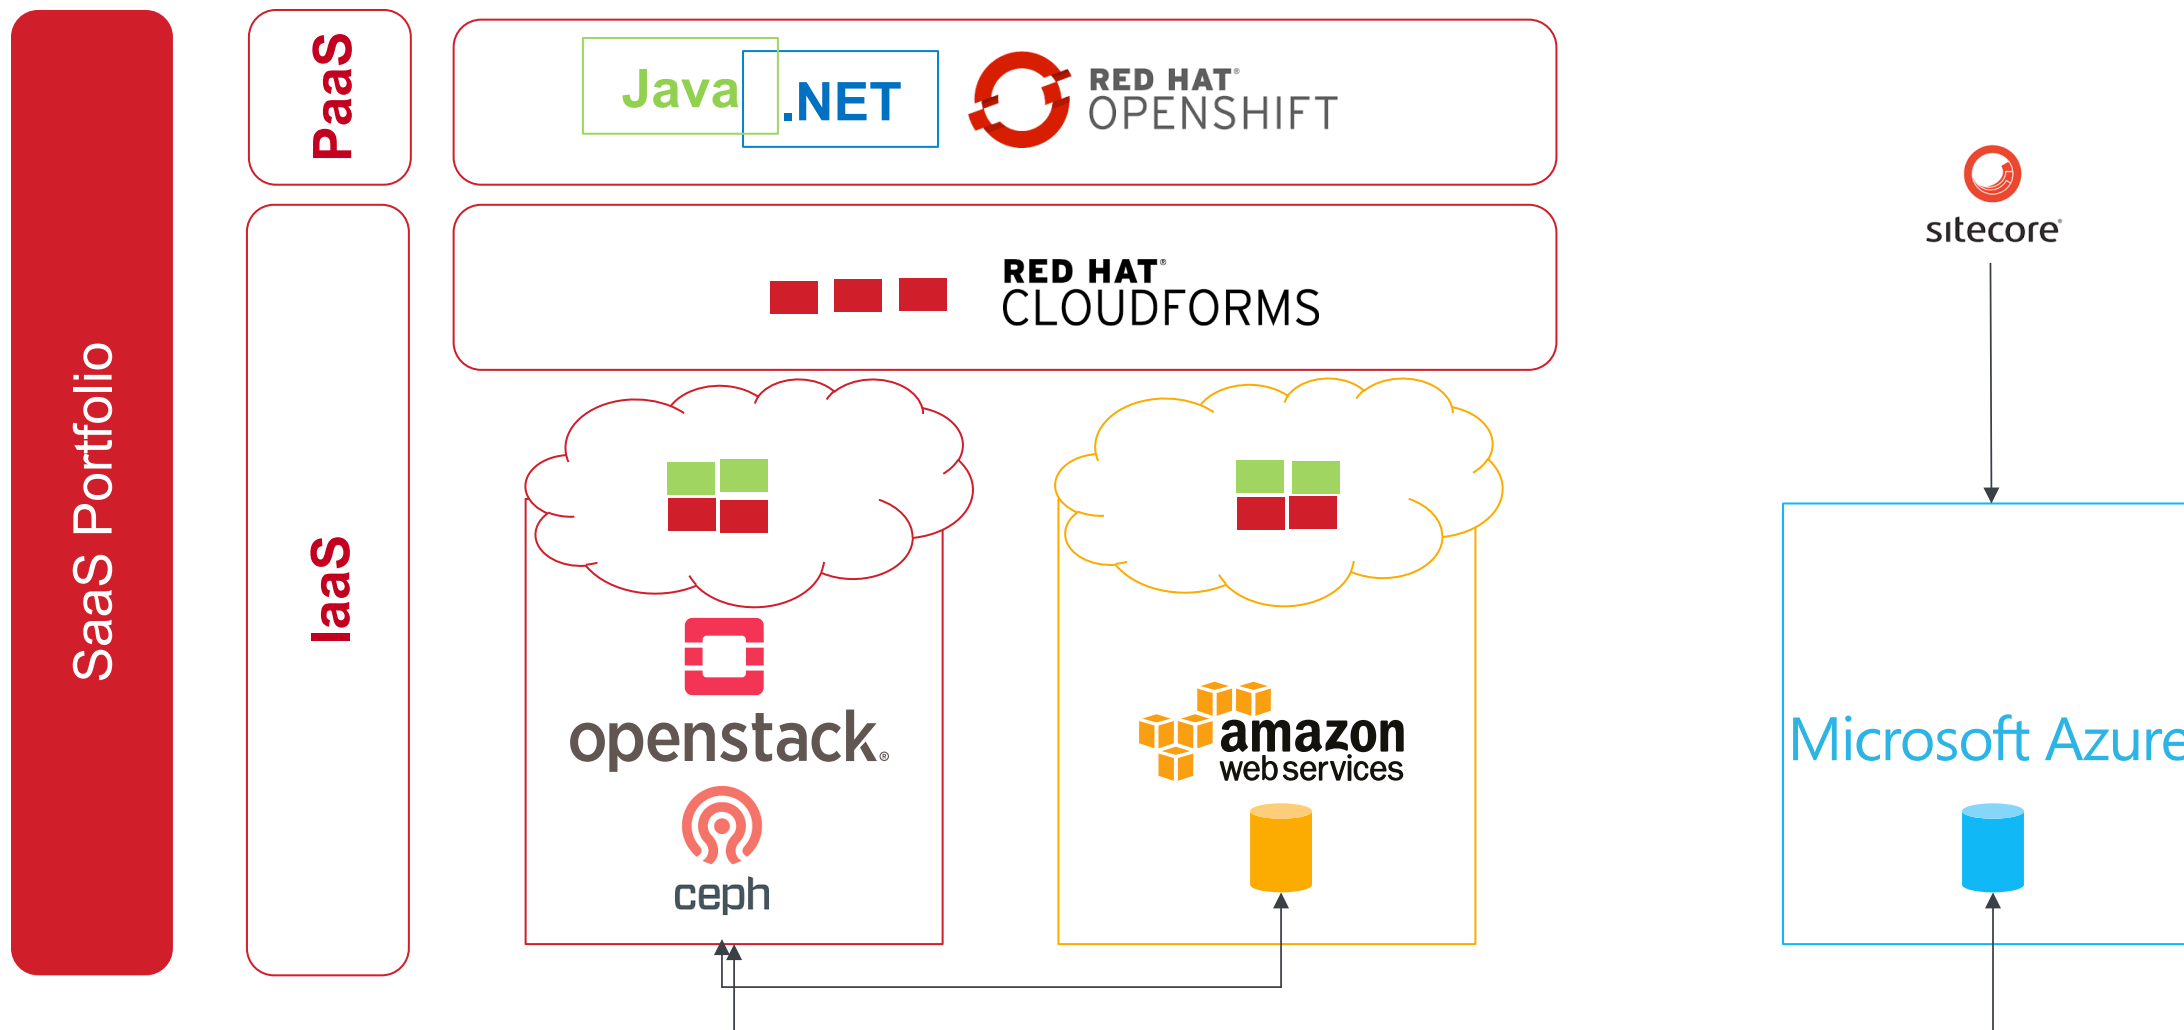 SaaS Portfolio
PaaS
IaaS
Java
.NET
RED HAT®
OPENSHIFT
RED HAT®
CLOUDFORMS
sitecore®
openstack.®
ceph
amazon
web services
Microsoft Azure